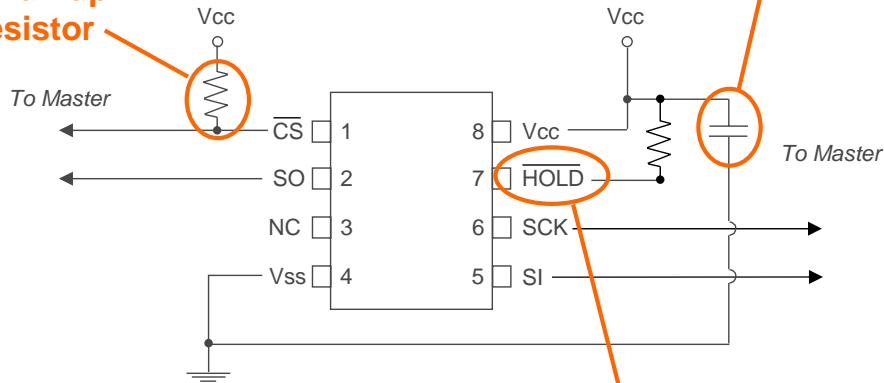 esistor
Vcc
Vcc
To Master
To Master
CS 1
8 Vcc
SO 2
7 HOLD
NC 3
6 SCK
Vss 4
5 SI